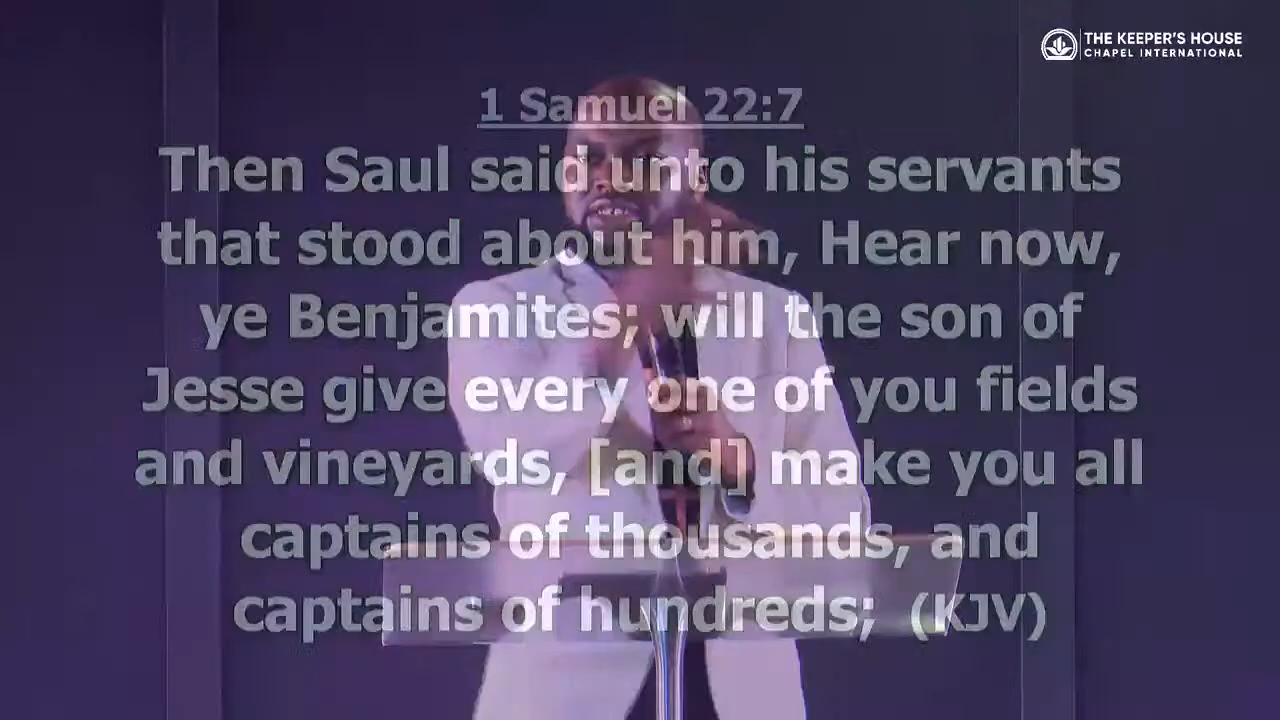 THE KEEPER'S HOUSE
CHAPEL INTERNATIONAL
1 Samuel 22:7
Then Saul said unto his servants
that stood about him, Hear now,
ye Benjamites; will the son of
Jesse give every one of you fields
and vineyards, [and] make you all
captains of thousands, and
captains of hundreds; (KJV)